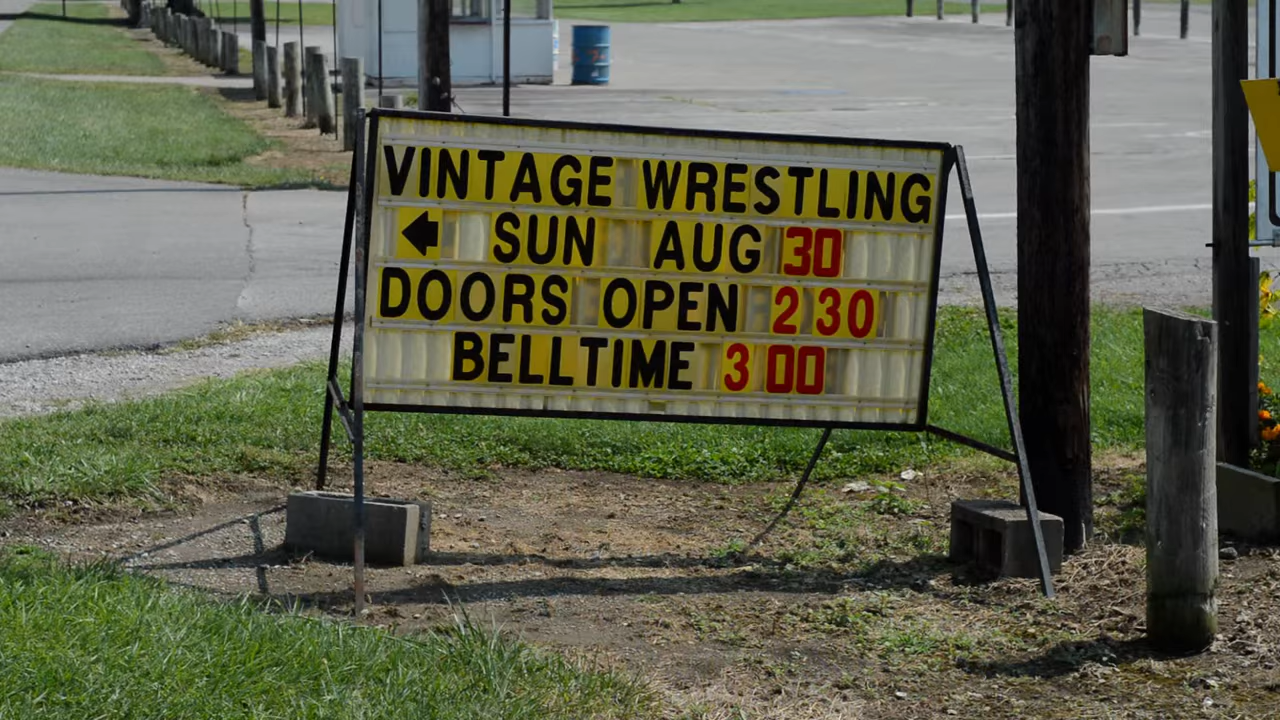 VINTAGE WRESTLING
SUN AUG 30
DOORS OPEN 2 30
BELLTIME 3 00